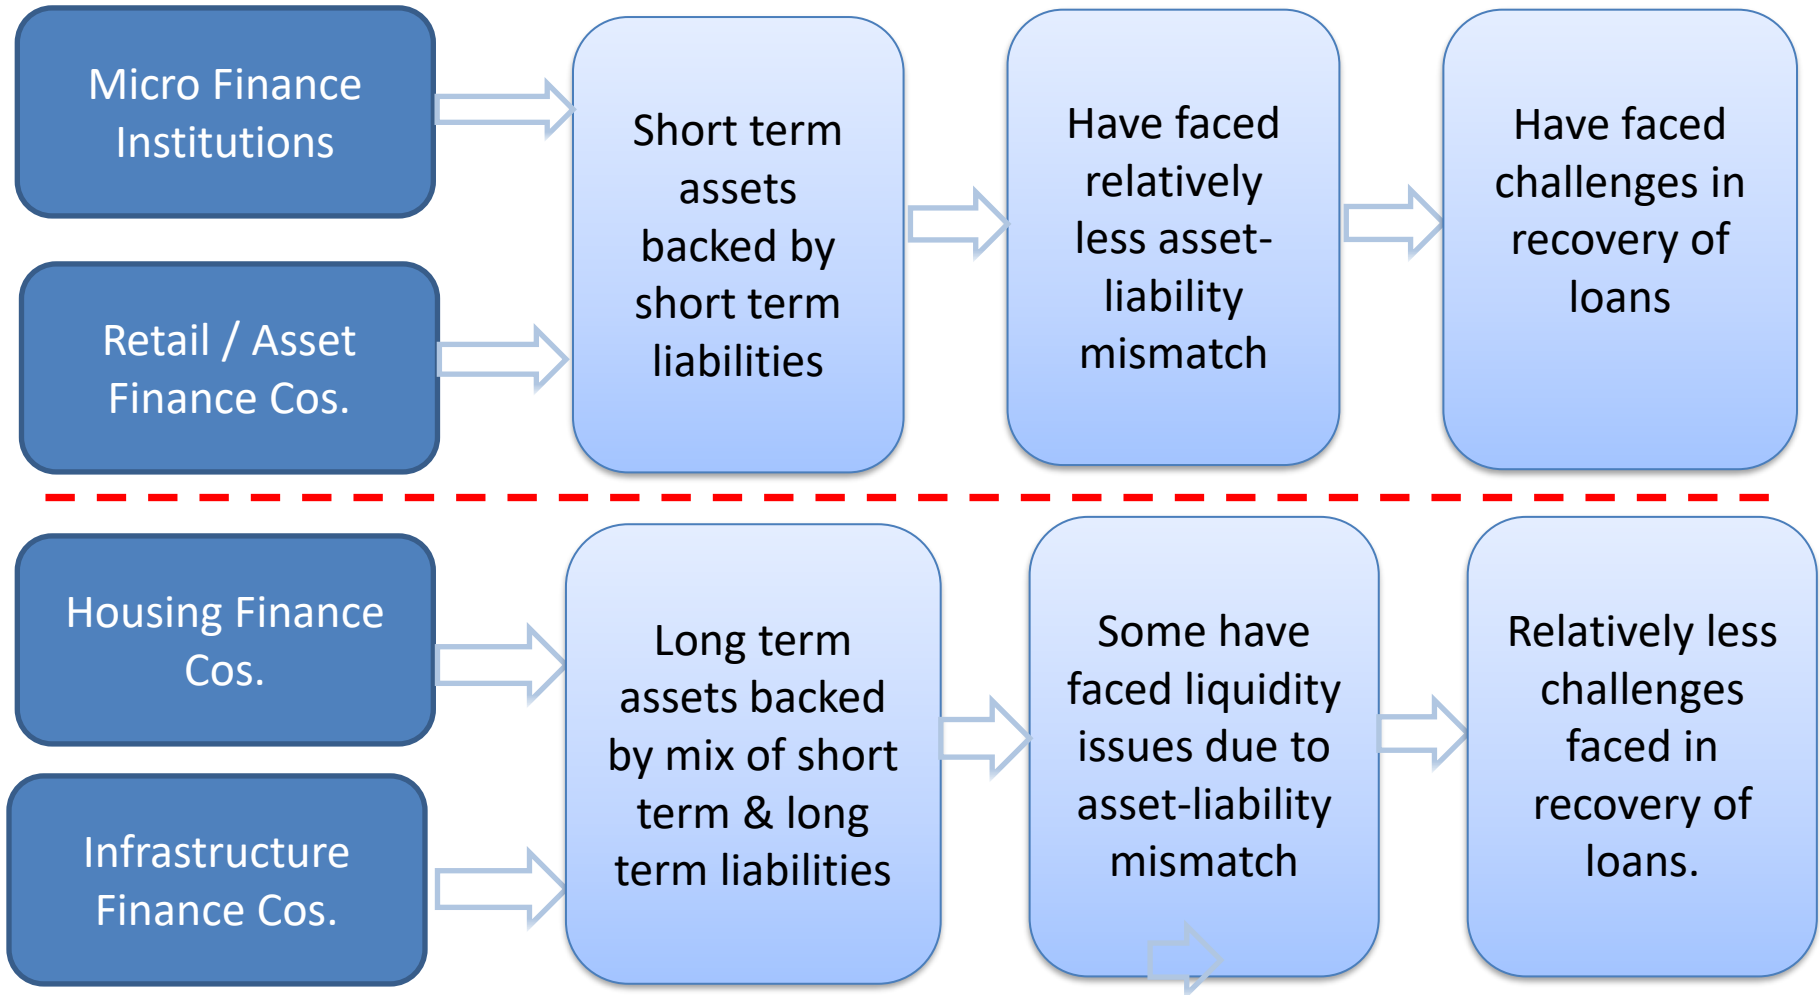 Micro Finance
Institutions
Retail / Asset
Finance Cos.
Short term
assets
backed by
short term
liabilities
Have faced
relatively
less asset-
liability
mismatch
Have faced
challenges in
recovery of
loans
Housing Finance
Cos.
Infrastructure
Finance Cos.
Long term
assets backed
by mix of short
term & long
term liabilities
Some have
faced liquidity
issues due to
asset-liability
mismatch
Relatively less
challenges
faced in
recovery of
loans.